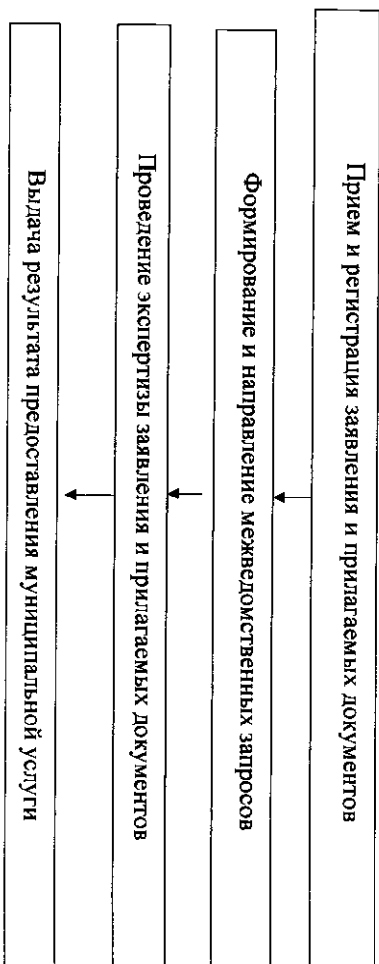 Прием и регистрация заявления и прилагаемых документов
Формирование и направление межведомственных запросов
Проведение экспертизы заявления и прилагаемых документов
Выдача результата предоставления муниципальной услуги